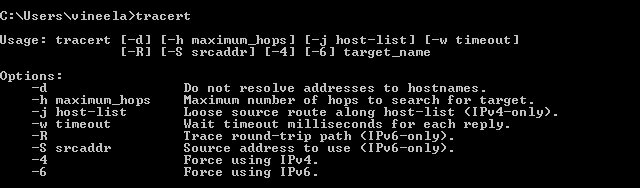 C:\Users\vineela>tracert
Usage: tracert [-d] [-h maximum_hops] [-j host-list] [-w timeout]
[-R] [-S srcaddr] [-4] [-6] target_name
Options:
-d Do not resolve addresses to hostnames.
-h maximum_hops Maximum number of hops to search for target.
-j host-list Loose source route along host-list (IPv4-only).
-w timeout Wait timeout milliseconds for each reply.
-R Trace round-trip path (IPv6-only).
-S srcaddr Source address to use (IPv6-only).
-4 Force using IPv4.
-6 Force using IPv6.